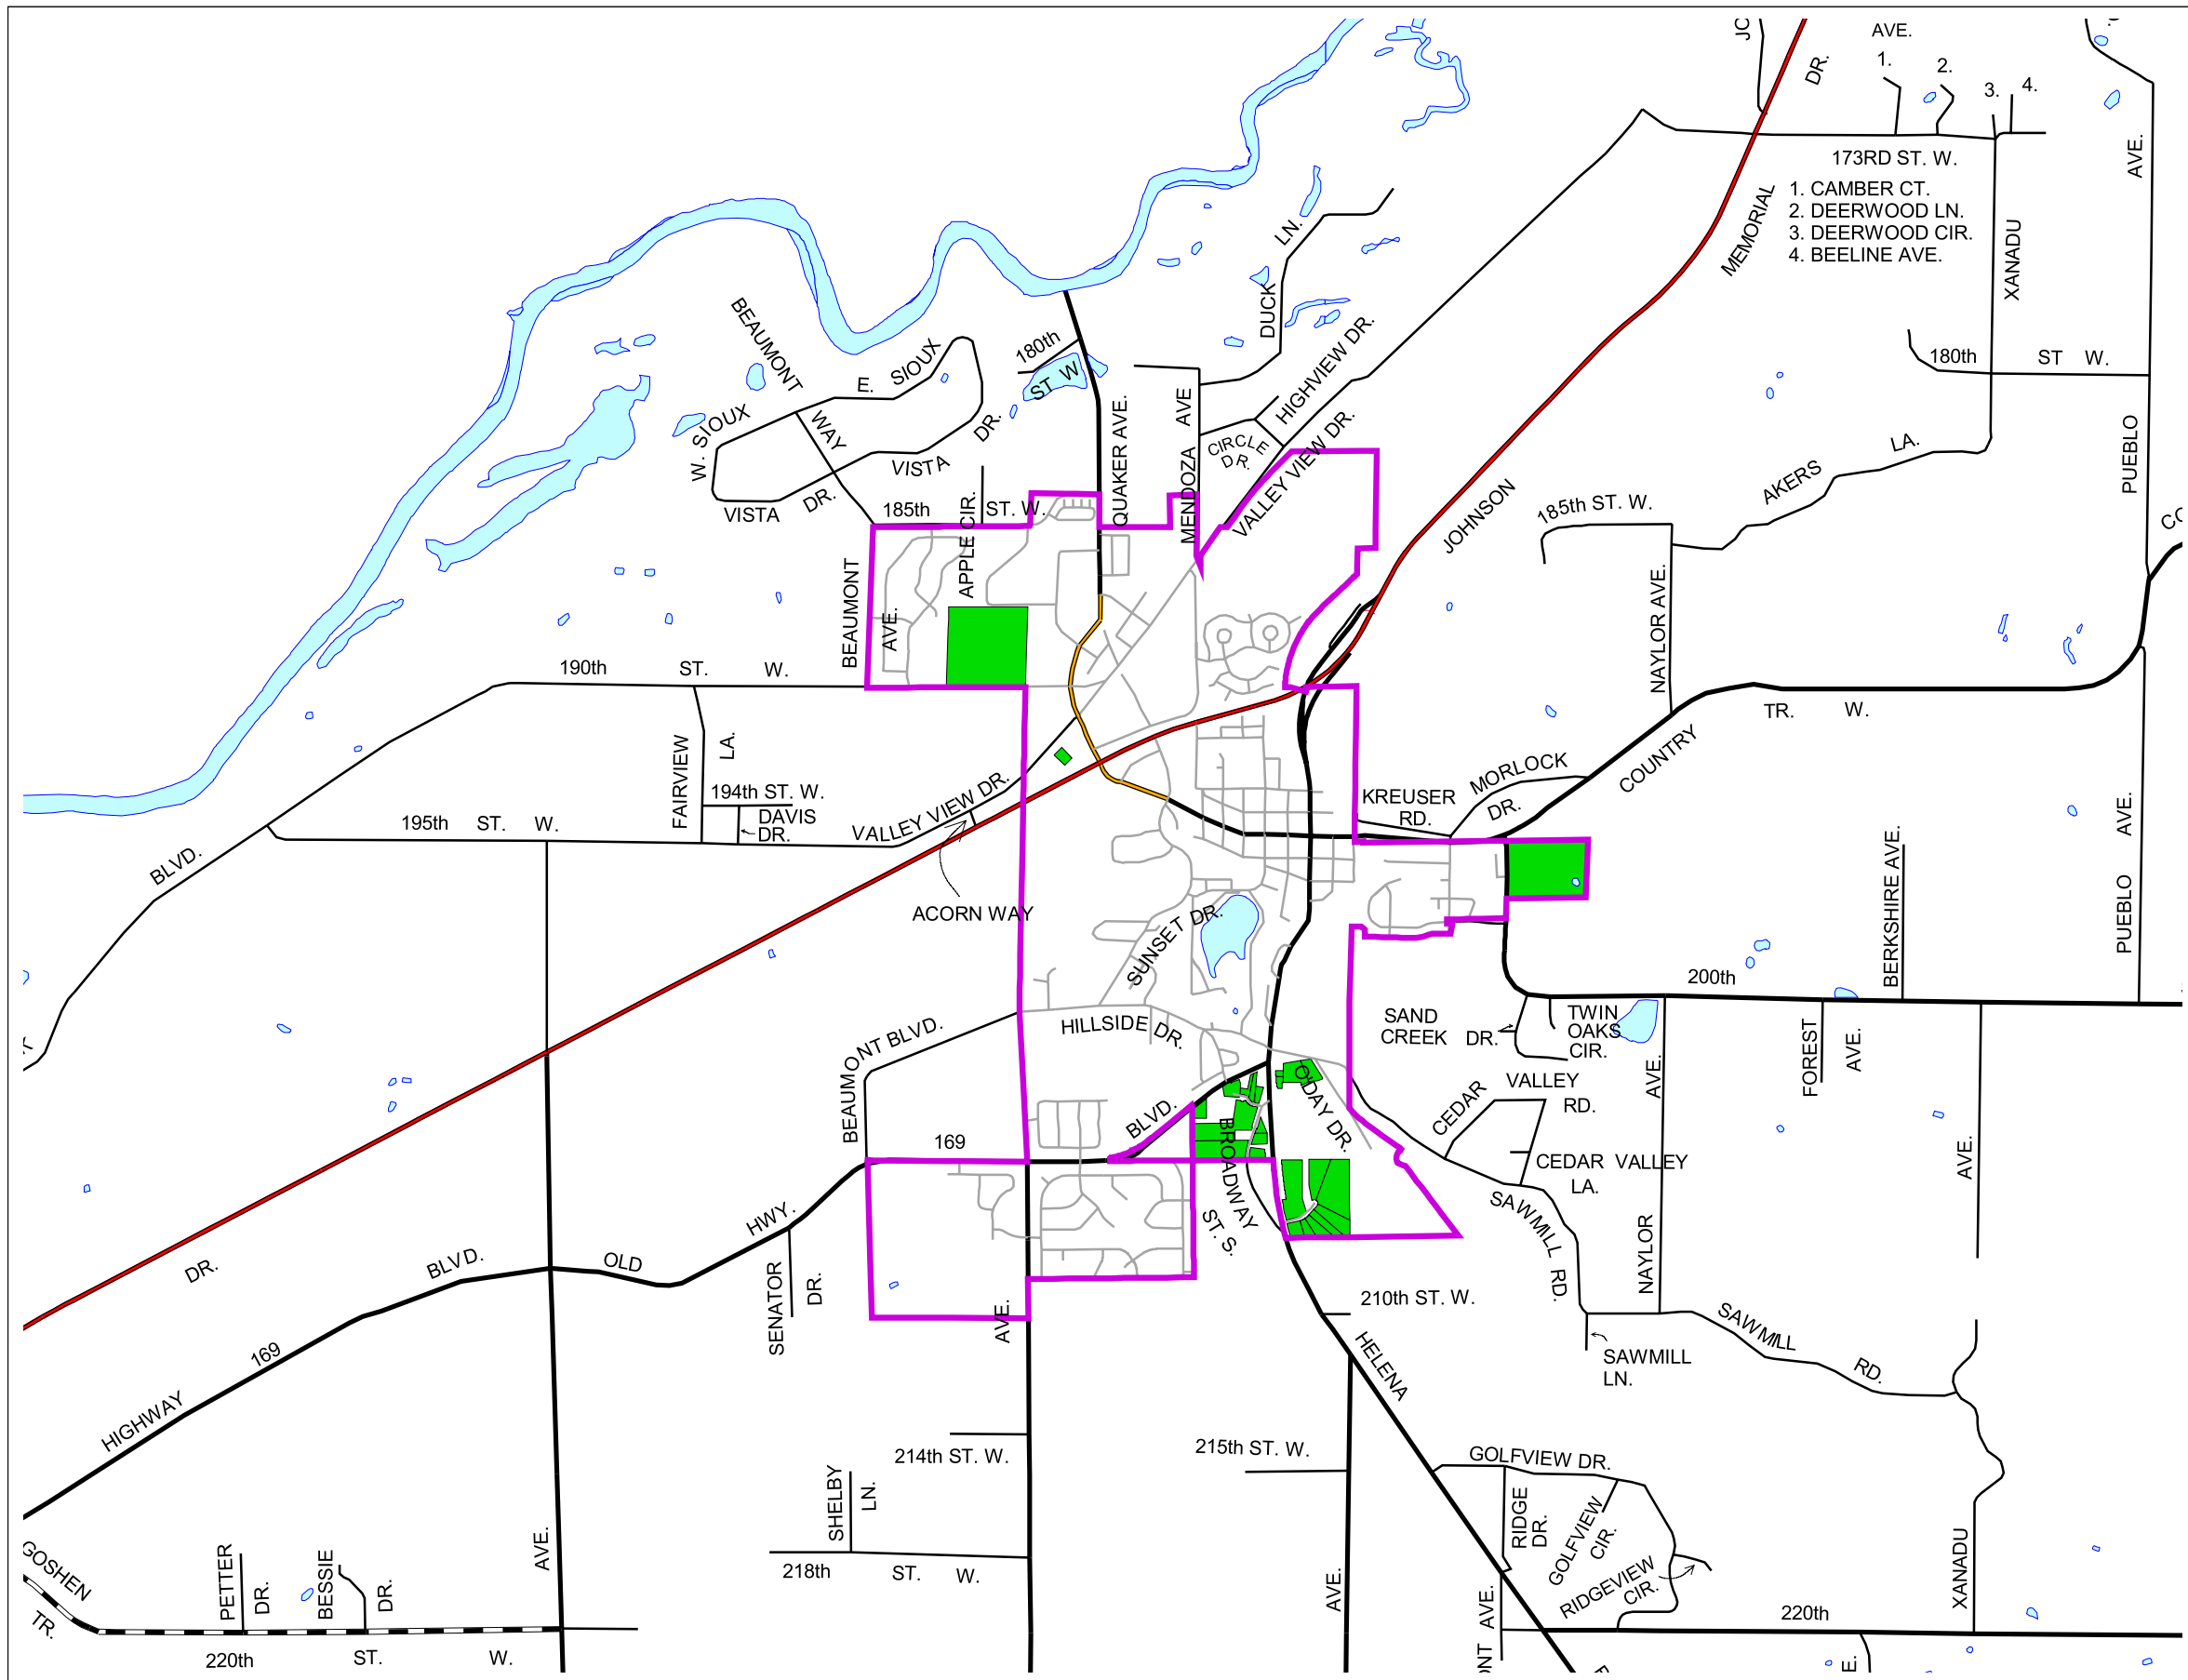 JC
AVE.
1.
2.
3.
4.
DR.
AVE.
173RD ST. W.
1. CAMBER CT.
2. DEERWOOD LN.
3. DEERWOOD CIR.
4. BEELINE AVE.
MEMORIAL
XANADU
LN.
DUCK
BEAUMONT
WAY
180th
ST W
E. SIOUX
W. SIOUX
DR.
VISTA
VISTA DR.
HIGHVIEW DR.
VALLEY VIEW DR.
CIRCLE
DR.
QUAKER AVE.
MENDOZA AVE
180th ST W.
PUEBLO
185th ST. W.
APPLE CIR.
JOHNSON
185th ST. W.
AKERS LA.
CO
BEAUMONT
AVE.
NAYLOR AVE.
190th ST. W.
TR. W.
COUNTRY
FAIRVIEW
LA.
194th ST. W.
DAVIS
DR.
VALLEY VIEW DR.
MORLOCK
DR.
KREUSER
RD.
195th ST. W.
BLVD.
ACORN WAY
SUNSET DR.
BERKSHIRE AVE.
PUEBLO AVE.
200th
SAND
CREEK DR.
TWIN
OAKS
CIR.
FOREST
AVE.
BEAUMONT BLVD.
HILLSIDE DR.
BEAUMONT BLVD.
O'DAY DR.
BLVD.
BROADWAY
ST. S.
CEDAR VALLEY
RD.
AVE.
CEDAR VALLEY
LA.
AVE.
169
HWY.
SAWMILL RD.
NAYLOR
DR.
BLVD.
OLD
SENATOR
DR.
AVE.
210th ST. W.
SAWMILL RD.
SAWMILL
LN.
169
HIGHWAY
HELENA
214th ST. W.
215th ST. W.
SHELBY
LN.
GOLFVIEW DR.
RIDGE
DR.
GOLFVIEW
CIR.
RIDGEVIEW
CIR.
XANADU
GOSHEN
TR.
PETTER
DR.
BESSIE
DR.
AVE.
218th ST. W.
AVE.
AVE.
220th
220th ST. W.
E.